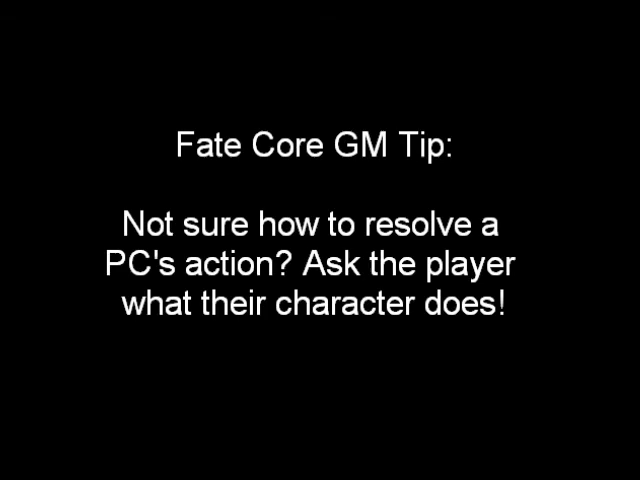 Fate Core GM Tip:
Not sure how to resolve a
PC's action? Ask the player
what their character does!